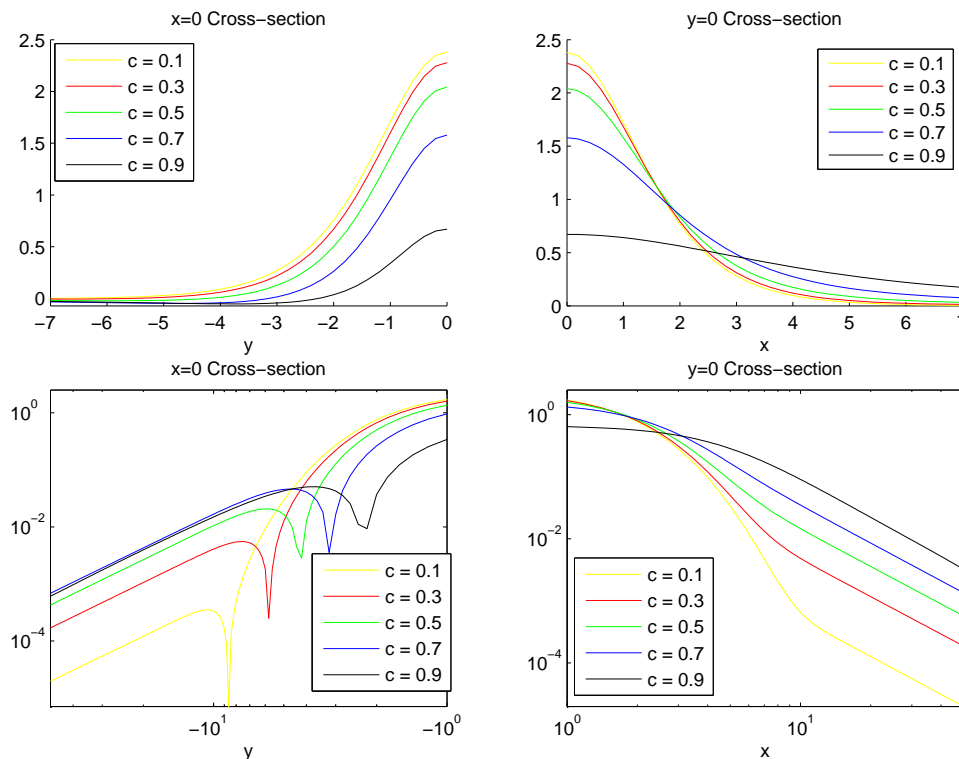 x=0 Cross−section
2.5
2
1.5
1
0.5
0
−7 −6 −5 −4 −3 −2 −1 0
y
c = 0.1
c = 0.3
c = 0.5
c = 0.7
c = 0.9
y=0 Cross−section
2.5
2
1.5
1
0.5
0
0 1 2 3 4 5 6 7
x
c = 0.1
c = 0.3
c = 0.5
c = 0.7
c = 0.9
x=0 Cross−section
10^0
10^−2
10^−4
−10^1 −10^0
y
c = 0.1
c = 0.3
c = 0.5
c = 0.7
c = 0.9
y=0 Cross−section
10^0
10^−2
10^−4
10^0 10^1
x
c = 0.1
c = 0.3
c = 0.5
c = 0.7
c = 0.9